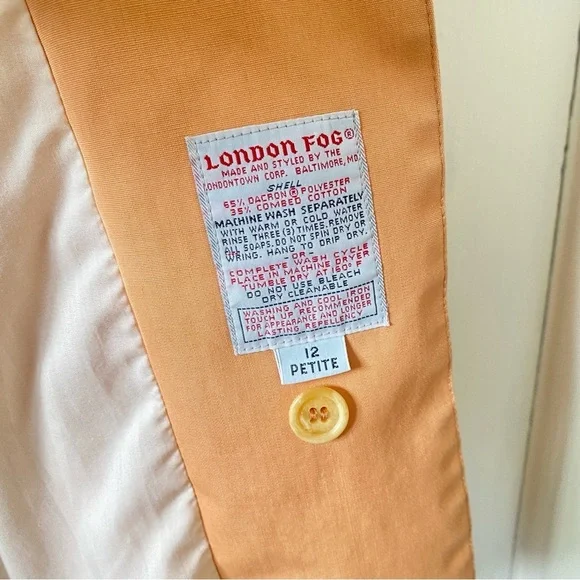 LONDON FOG®
MADE AND STYLED BY THE
LONDONTOWN CORP. BALTIMORE, MD.
SHELL
65% DACRON® POLYESTER
35% COMBED COTTON
MACHINE WASH SEPARATELY
WITH WARM OR COLD WATER
RINSE THREE (3) TIMES. REMOVE
ALL SOAPS. DO NOT SPIN DRY OR
WRING. HANG TO DRIP DRY.
-OR-
COMPLETE WASH CYCLE
PLACE IN MACHINE DRYER
TUMBLE DRY AT 160° F
DO NOT USE BLEACH
DRY CLEANABLE
WASHING AND COOL IRON
TOUCH UP RECOMMENDED
FOR APPEARANCE AND LONGER
LASTING REPELLENCY
12
PETITE